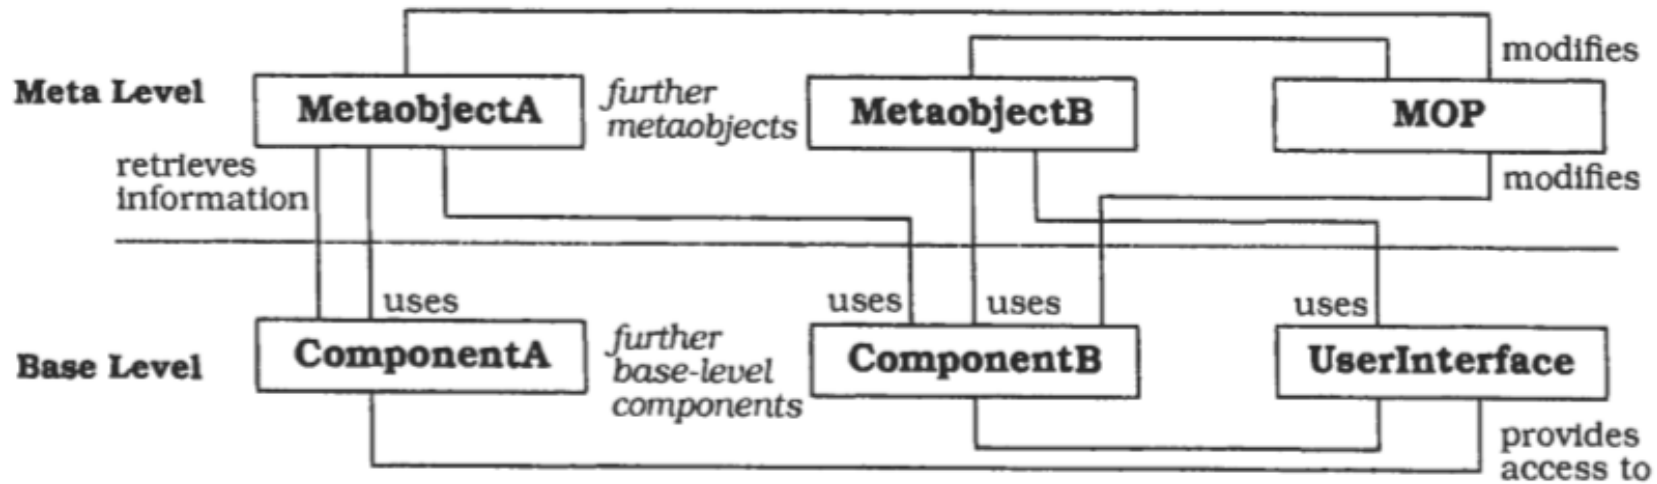 modifies
Meta Level
MetaobjectA
further
metaobjects
MetaobjectB
MOP
retrieves
information
modifies
uses
uses
uses
uses
Base Level
ComponentA
further
base-level
components
ComponentB
UserInterface
provides
access to